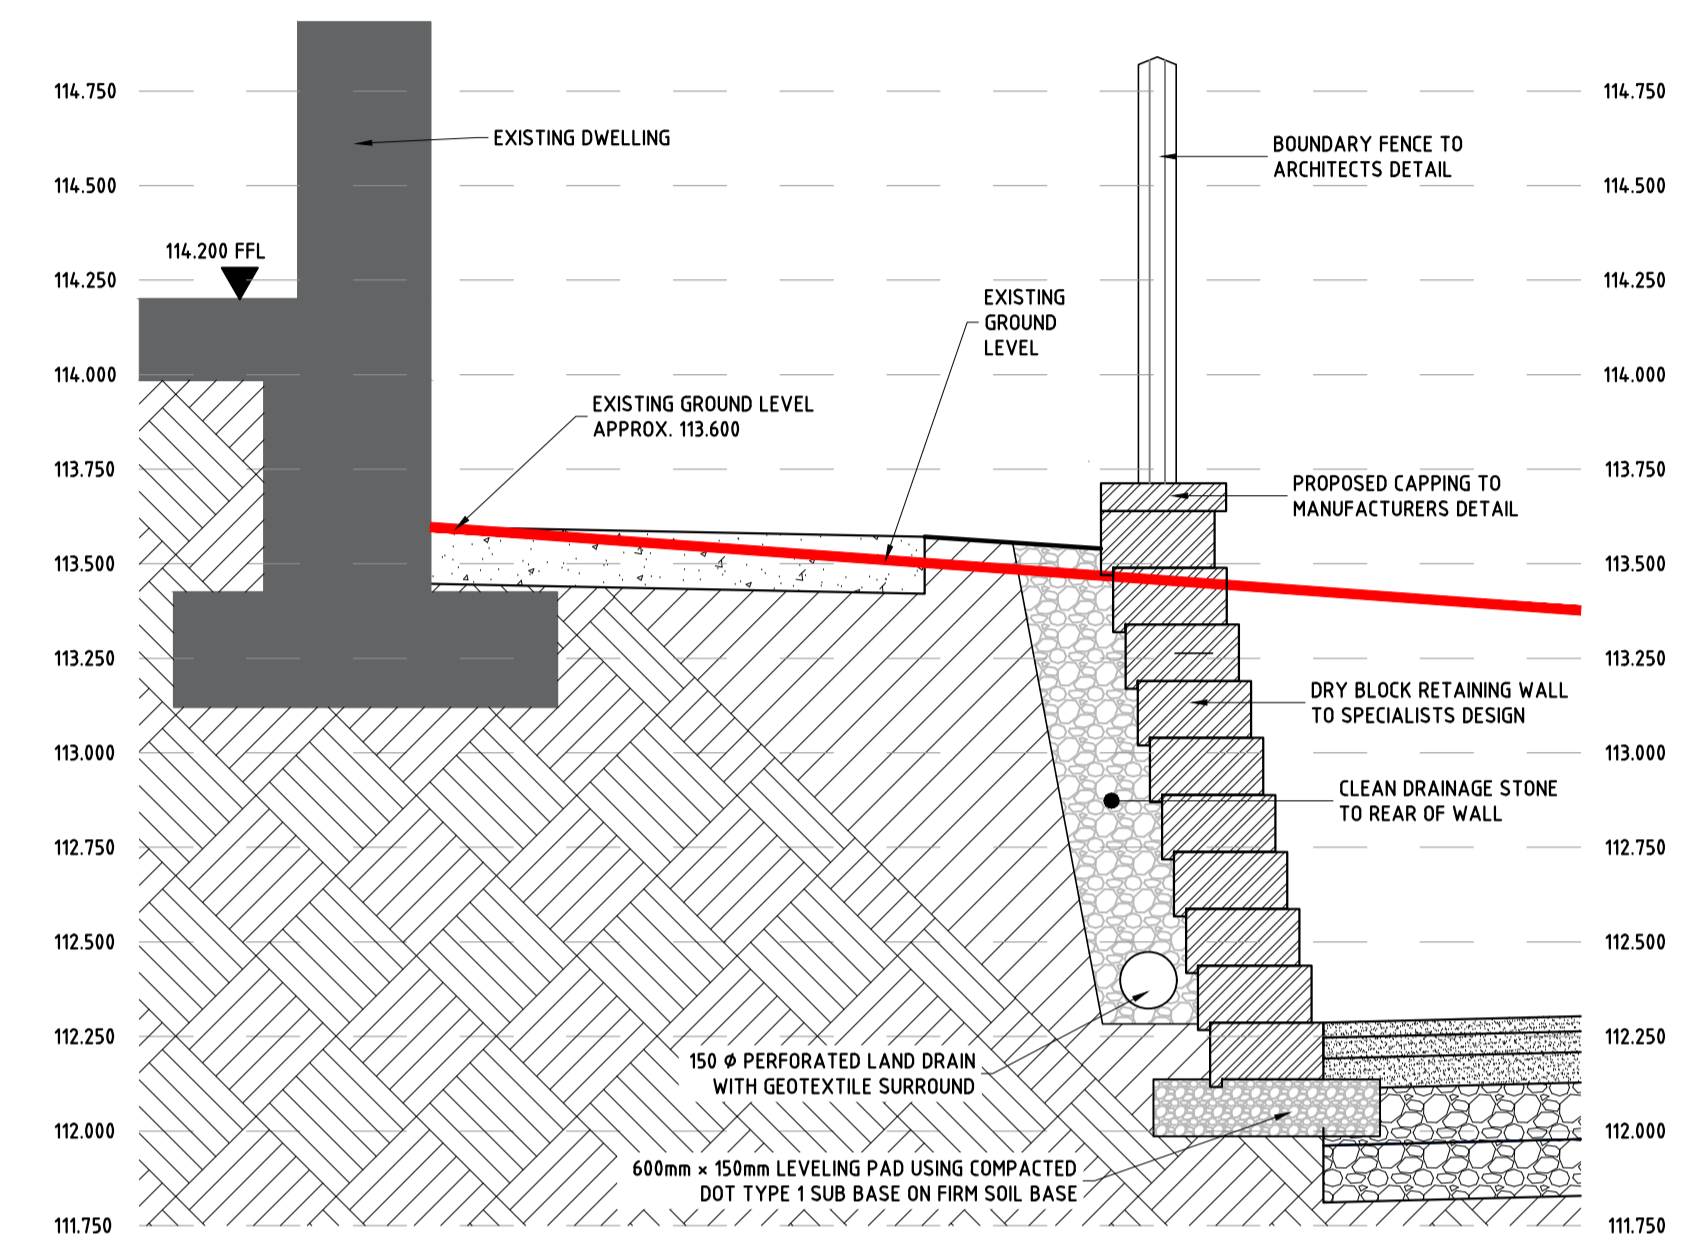 114.750
114.750
EXISTING DWELLING
BOUNDARY FENCE TO
ARCHITECTS DETAIL
114.500
114.500
114.200 FFL
114.250
114.250
EXISTING
GROUND
LEVEL
114.000
114.000
EXISTING GROUND LEVEL
APPROX. 113.600
113.750
113.750
PROPOSED CAPPING TO
MANUFACTURERS DETAIL
113.500
113.500
113.250
113.250
DRY BLOCK RETAINING WALL
TO SPECIALISTS DESIGN
113.000
113.000
CLEAN DRAINAGE STONE
TO REAR OF WALL
112.750
112.750
112.500
112.500
112.250
112.250
150 Ø PERFORATED LAND DRAIN
WITH GEOTEXTILE SURROUND
112.000
112.000
600mm × 150mm LEVELING PAD USING COMPACTED
DOT TYPE 1 SUB BASE ON FIRM SOIL BASE
111.750
111.750